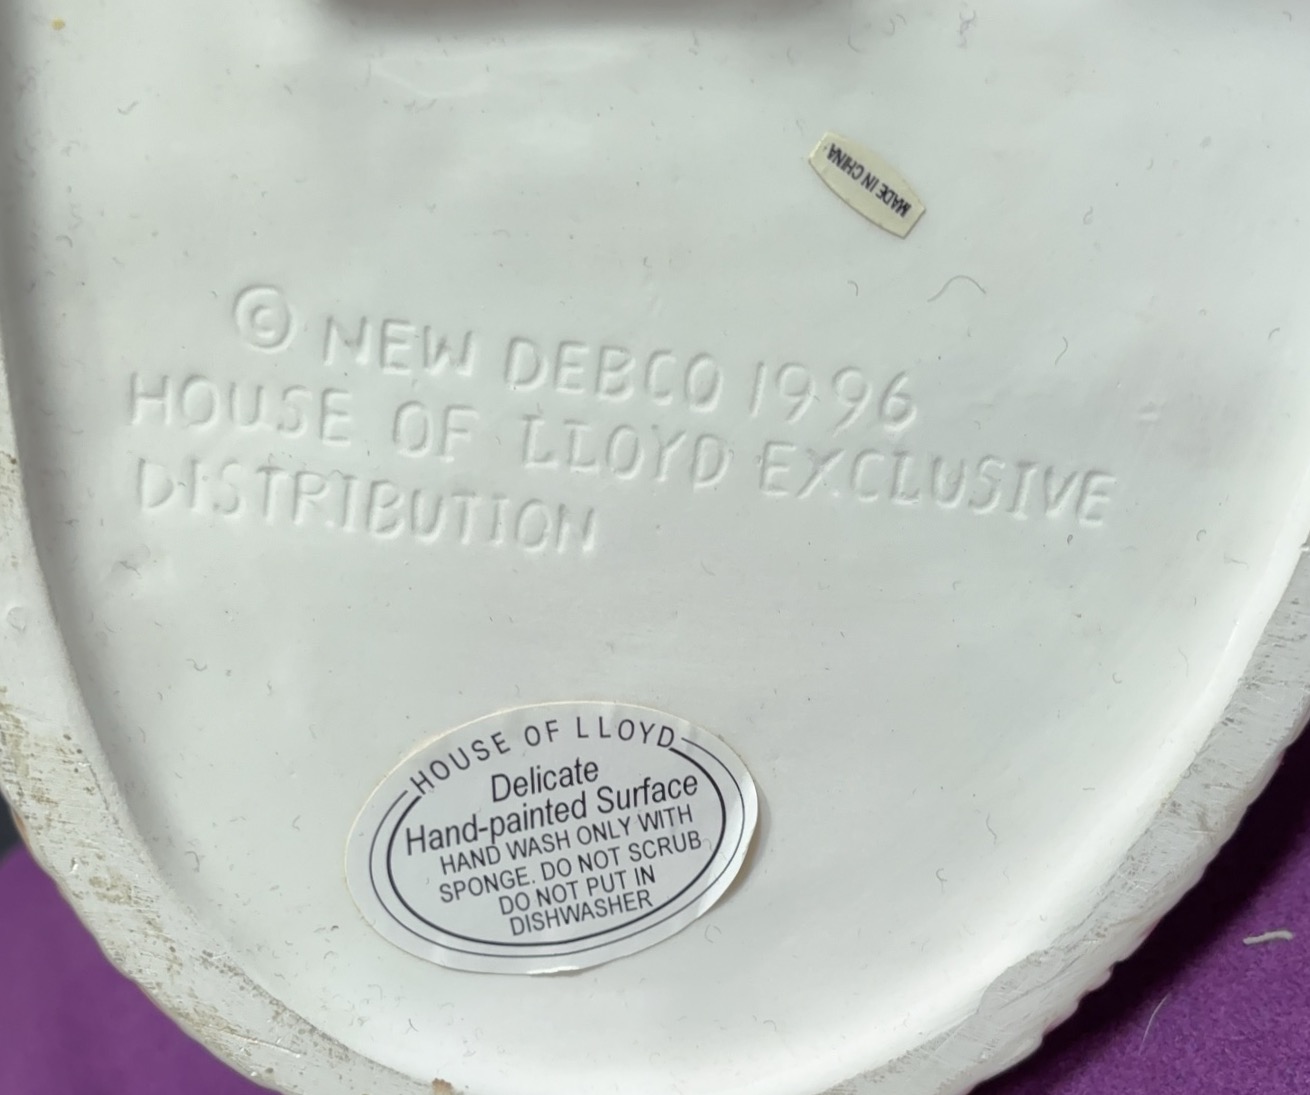 MADE IN CHINA
© NEW DEBCO 1996
HOUSE OF LLOYD EXCLUSIVE
DISTRIBUTION
HOUSE OF LLOYD
Delicate
Hand-painted Surface
HAND WASH ONLY WITH
SPONGE. DO NOT SCRUB
DO NOT PUT IN
DISHWASHER